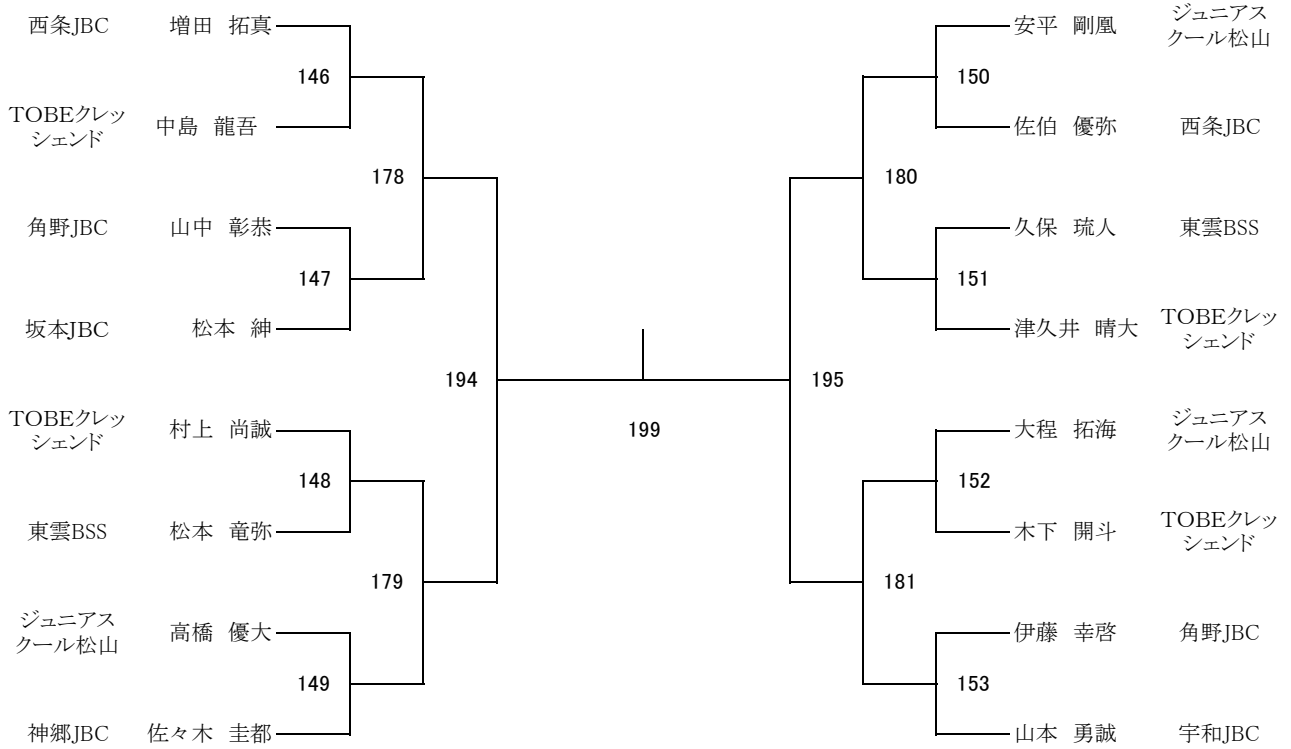 西条JBC 増田 拓真
146
TOBEクレッ
シェンド
中島 龍吾
178
角野JBC 山中 彰恭
147
坂本JBC 松本 紳
194
TOBEクレッ
シェンド
村上 尚誠
148
東雲BSS 松本 竜弥
179
ジュニアス
クール松山
高橋 優大
149
神郷JBC 佐々木 圭都
199
安平 剛凰
ジュニアス
クール松山
150
佐伯 優弥 西条JBC
180
久保 琉人 東雲BSS
151
津久井 晴大
TOBEクレッ
シェンド
195
大程 拓海
ジュニアス
クール松山
152
木下 開斗
TOBEクレッ
シェンド
181
伊藤 幸啓 角野JBC
153
山本 勇誠 宇和JBC